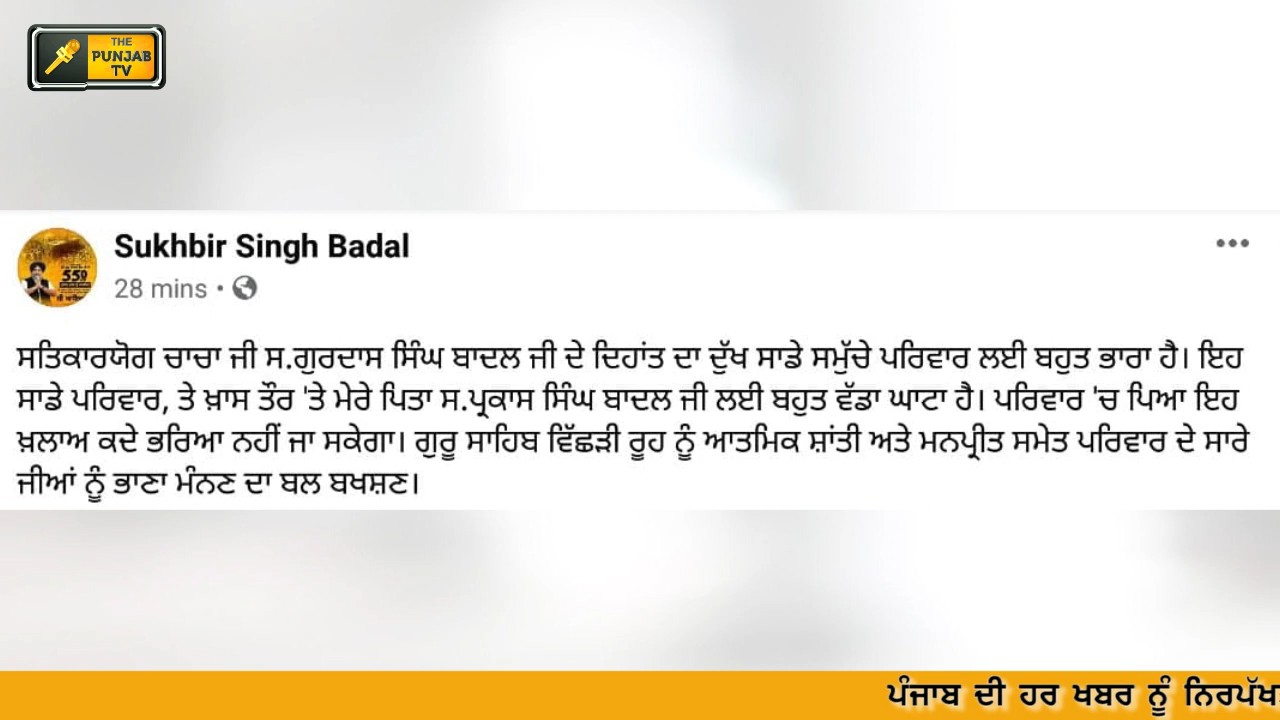 THE
PUNJAB
TV
Sukhbir Singh Badal
28 mins •
550
ਸਤਿਕਾਰਯੋਗ ਚਾਚਾ ਜੀ ਸ.ਗੁਰਦਾਸ ਸਿੰਘ ਬਾਦਲ ਜੀ ਦੇ ਦਿਹਾਂਤ ਦਾ ਦੁੱਖ ਸਾਡੇ ਸਮੁੱਚੇ ਪਰਿਵਾਰ ਲਈ ਬਹੁਤ ਭਾਰਾ ਹੈ। ਇਹ
ਸਾਡੇ ਪਰਿਵਾਰ, ਤੇ ਖ਼ਾਸ ਤੌਰ 'ਤੇ ਮੇਰੇ ਪਿਤਾ ਸ.ਪ੍ਰਕਾਸ ਸਿੰਘ ਬਾਦਲ ਜੀ ਲਈ ਬਹੁਤ ਵੱਡਾ ਘਾਟਾ ਹੈ। ਪਰਿਵਾਰ 'ਚ ਪਿਆ ਇਹ
ਖ਼ਲਾਅ ਕਦੇ ਭਰਿਆ ਨਹੀਂ ਜਾ ਸਕੇਗਾ। ਗੁਰੂ ਸਾਹਿਬ ਵਿੱਛੜੀ ਰੂਹ ਨੂੰ ਆਤਮਿਕ ਸ਼ਾਂਤੀ ਅਤੇ ਮਨਪ੍ਰੀਤ ਸਮੇਤ ਪਰਿਵਾਰ ਦੇ ਸਾਰੇ
ਜੀਆਂ ਨੂੰ ਭਾਣਾ ਮੰਨਣ ਦਾ ਬਲ ਬਖਸ਼ਣ।
ਪੰਜਾਬ ਦੀ ਹਰ ਖਬਰ ਨੂੰ ਨਿਰਪੱਖ